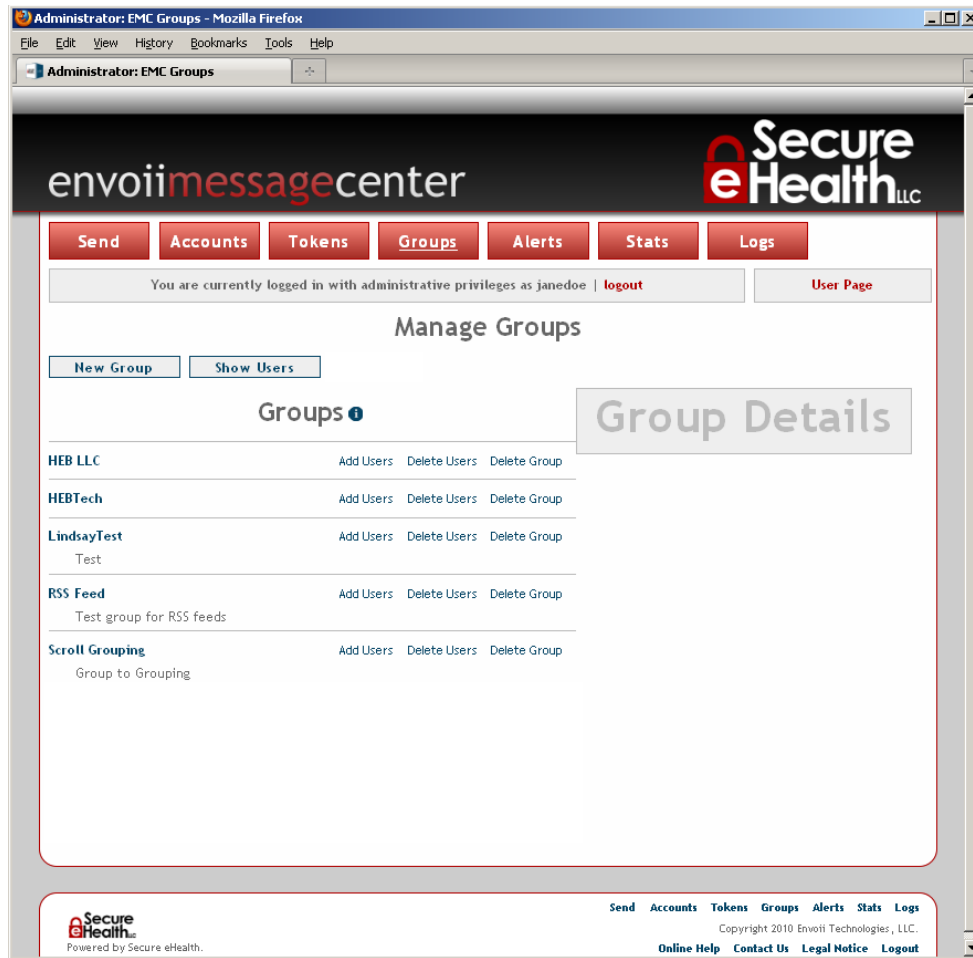 Administrator: EMC Groups - Mozilla Firefox
File Edit View History Bookmarks Tools Help
Administrator: EMC Groups
envoiimessagecenter
Secure
eHealth LLC
Send Accounts Tokens Groups Alerts Stats Logs
You are currently logged in with administrative privileges as janedoe | logout
User Page
Manage Groups
New Group Show Users
Groups i
Group Details
HEB LLC Add Users Delete Users Delete Group
HEBTech Add Users Delete Users Delete Group
LindsayTest Add Users Delete Users Delete Group
Test
RSS Feed Add Users Delete Users Delete Group
Test group for RSS feeds
Scroll Grouping Add Users Delete Users Delete Group
Group to Grouping
Secure
eHealth LLC
Powered by Secure eHealth.
Send Accounts Tokens Groups Alerts Stats Logs
Copyright 2010 Envoii Technologies, LLC.
Online Help Contact Us Legal Notice Logout